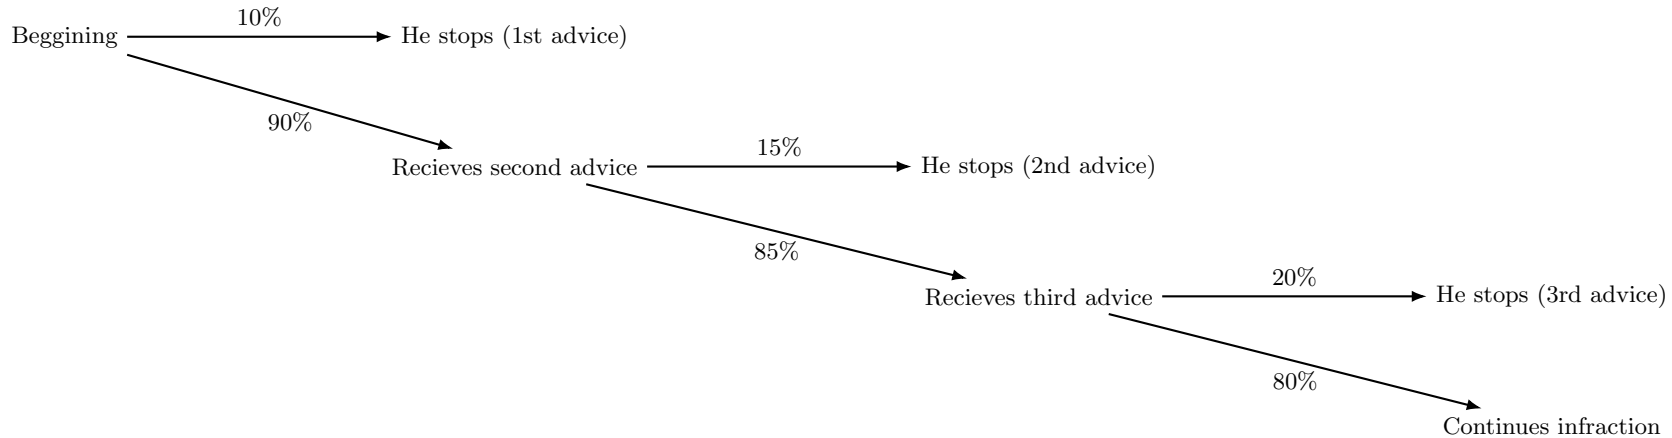 10%
Beggining
He stops (1st advice)
90%
15%
Recieves second advice
He stops (2nd advice)
85%
20%
Recieves third advice
He stops (3rd advice)
80%
Continues infraction